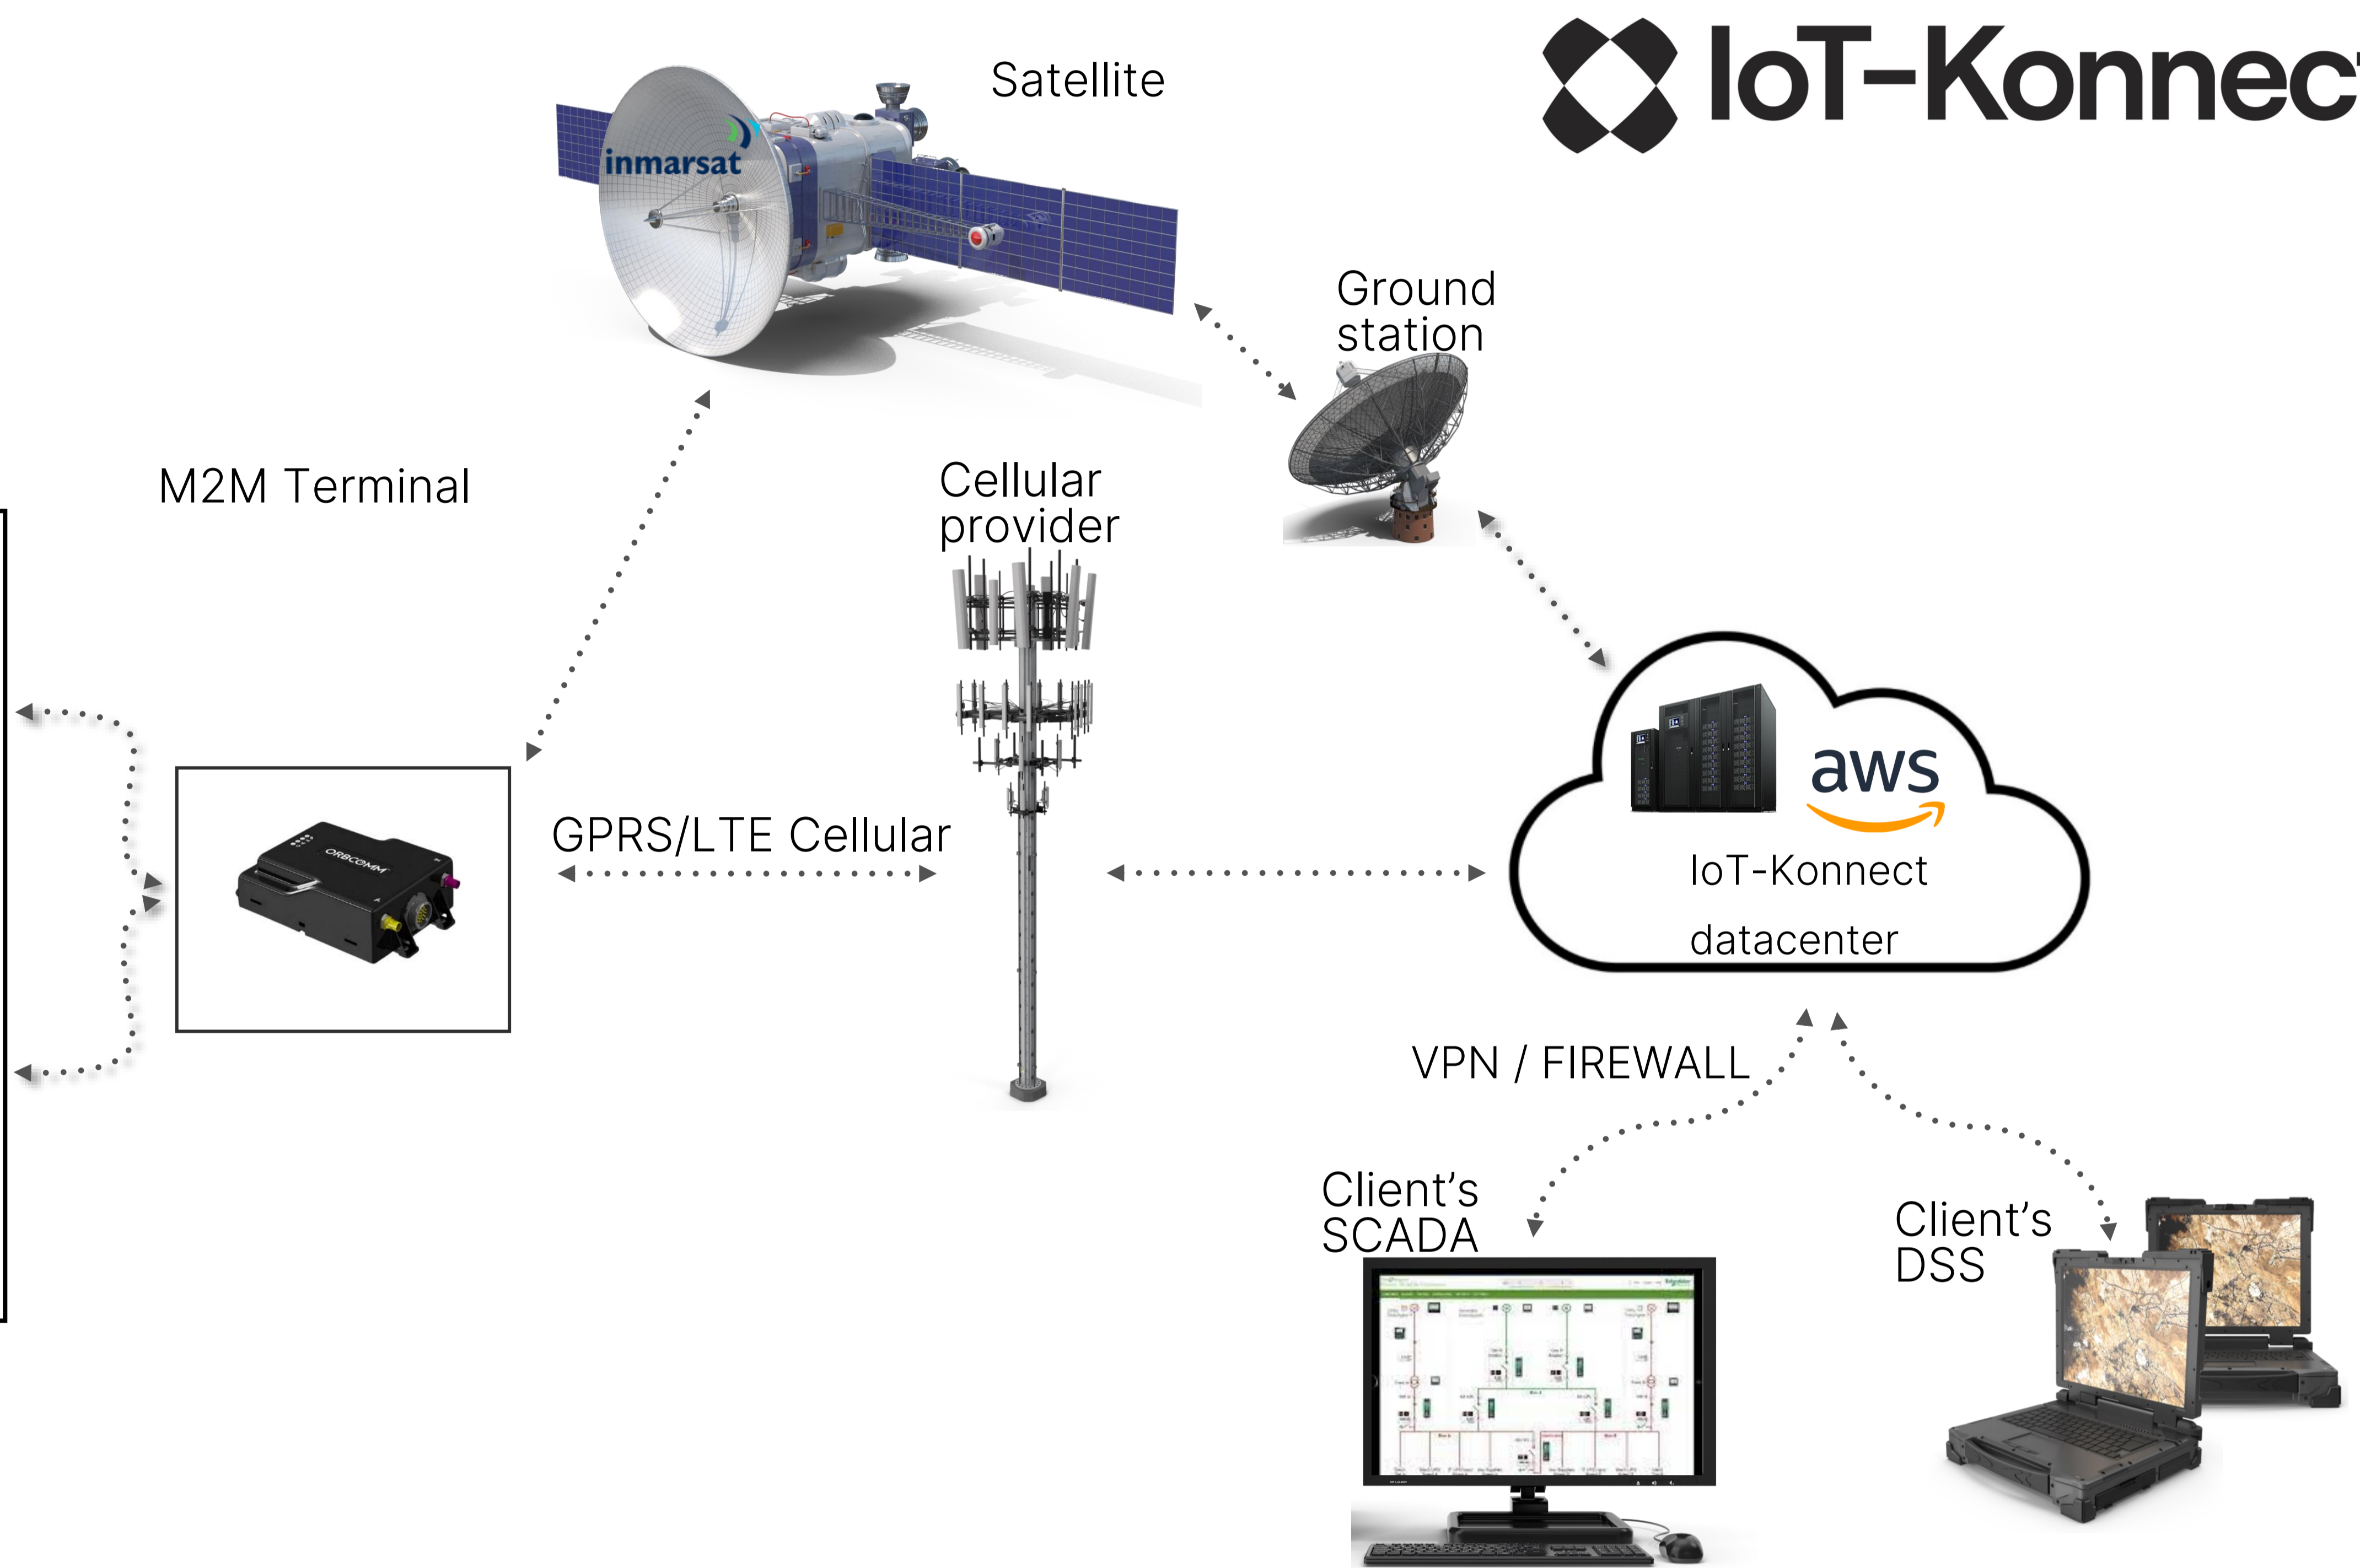 IoT-Konnect
Satellite
inmarsat
Ground
station
M2M Terminal
Cellular
provider
GPRS/LTE Cellular
ORBCOMM
aws
IoT-Konnect
datacenter
VPN / FIREWALL
Client's
SCADA
Client's
DSS